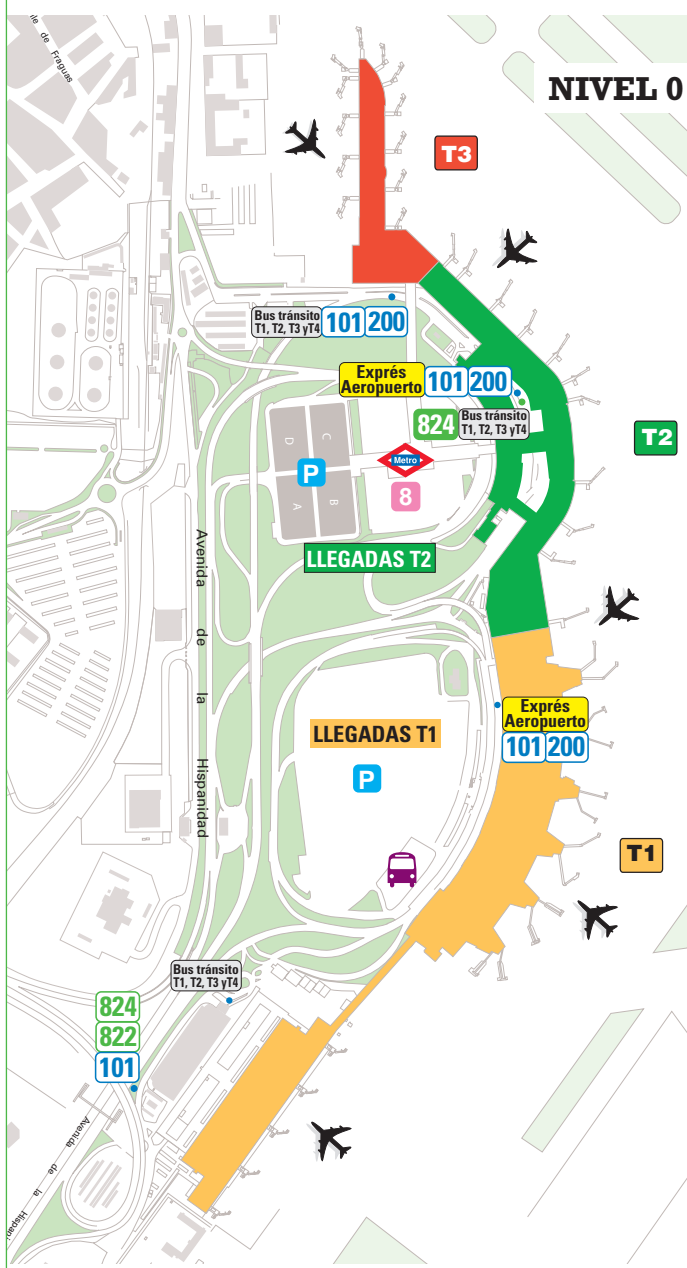 lle de Fraguas
NIVEL 0
T3
Bus tránsito
T1, T2, T3 yT4
101 200
Exprés
Aeropuerto
101 200
824
Bus tránsito
T1, T2, T3 yT4
T2
D C
A B
P
Metro
8
LLEGADAS T2
Avenida de la Hispanidad
LLEGADAS T1
P
Exprés
Aeropuerto
101 200
T1
Bus tránsito
T1, T2, T3 yT4
824
822
101
Avenida de la Hispani